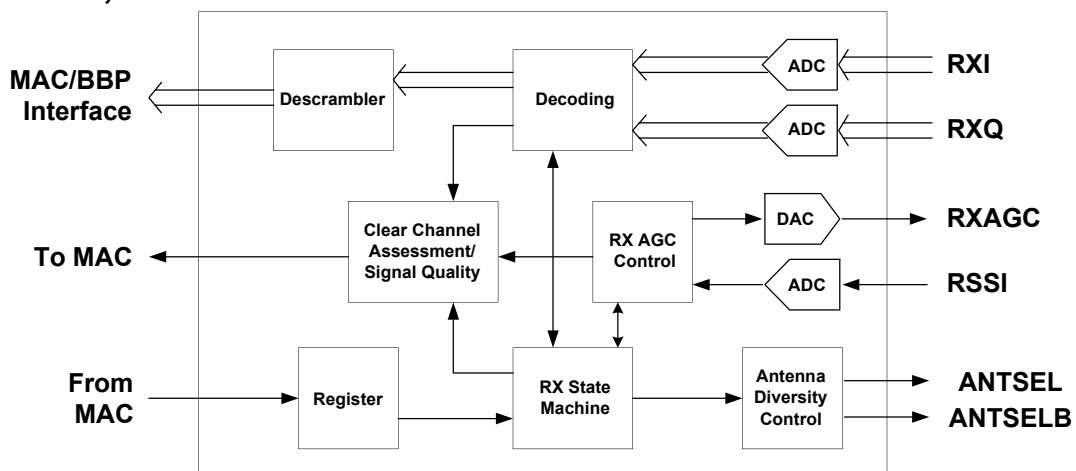 MAC/BBP
Interface
Descrambler
Decoding
ADC
RXI
ADC
RXQ
Clear Channel
Assessment/
Signal Quality
To MAC
RX AGC
Control
DAC
RXAGC
ADC
RSSI
From
MAC
Register
RX State
Machine
Antenna
Diversity
Control
ANTSEL
ANTSELB